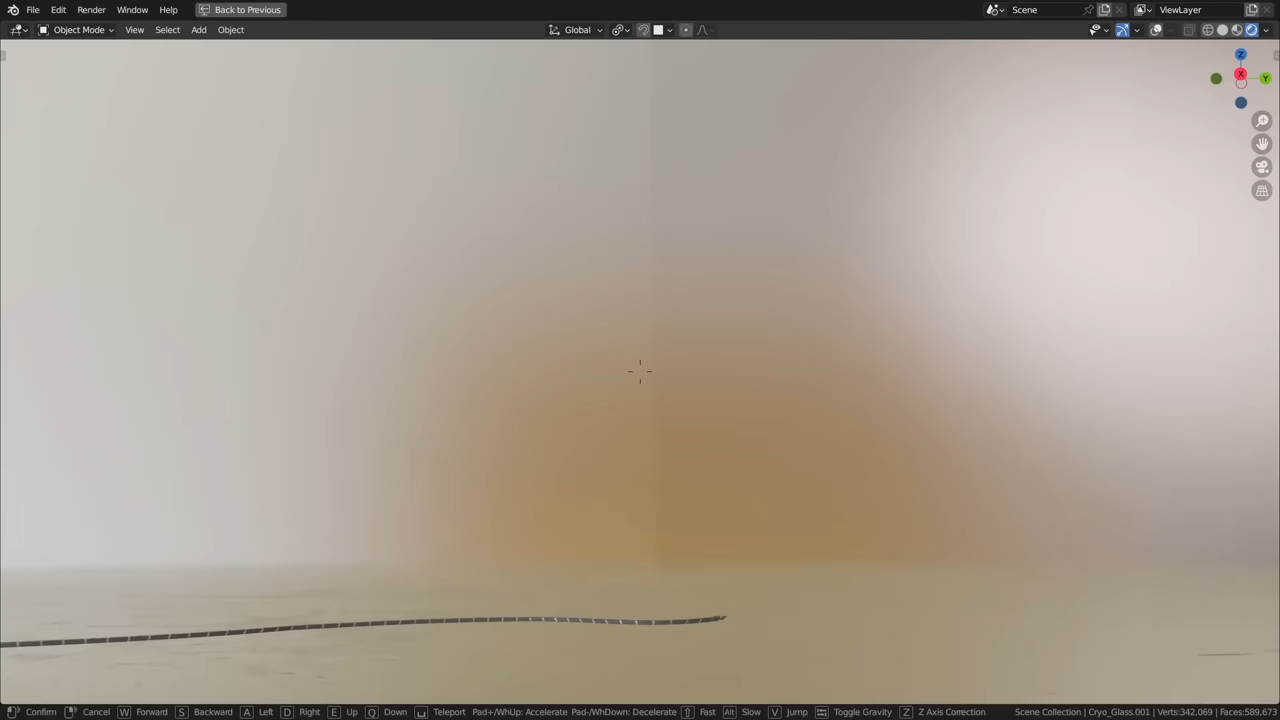 File Edit Render Window Help Back to Previous Scene ViewLayer
Object Mode View Select Add Object Global
Z
X
Y
Confirm Cancel W Forward S Backward A Left D Right E Up Q Down Teleport Pad+/WhUp: Accelerate Pad-/WhDown: Decelerate Fast Alt Slow V Jump Toggle Gravity Z Z Axis Correction Scene Collection | Cryo_Glass.001 | Verts:342,069 | Faces:589,673